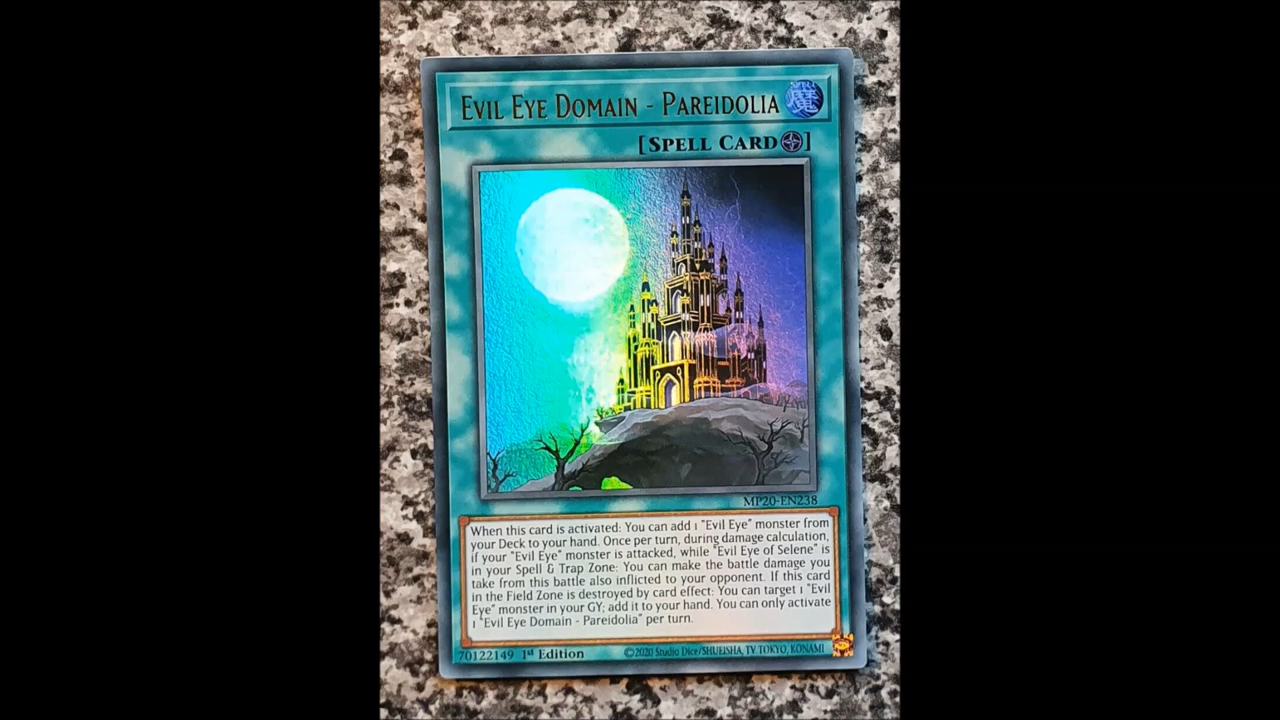 EVIL EYE DOMAIN - PAREIDOLIA
SPELL
魔
[SPELL CARD]
MP20-EN238
When this card is activated: You can add 1 "Evil Eye" monster from
your Deck to your hand. Once per turn, during damage calculation,
if your "Evil Eye" monster is attacked, while "Evil Eye of Selene" is
in your Spell & Trap Zone: You can make the battle damage you
take from this battle also inflicted to your opponent. If this card
in the Field Zone is destroyed by card effect: You can target 1 "Evil
Eye" monster in your GY; add it to your hand. You can only activate
1 "Evil Eye Domain - Pareidolia" per turn.
70122149 1st Edition ©2020 Studio Dice/SHUEISHA, TV TOKYO, KONAMI